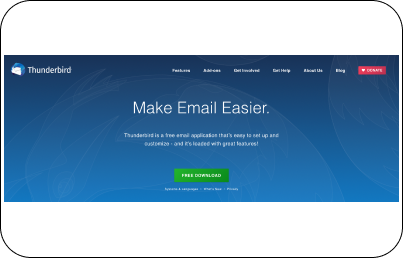 Thunderbird
Features Add-ons Get Involved Get Help About Us Blog DONATE
Make Email Easier.
Thunderbird is a free email application that's easy to set up and
customize - and it's loaded with great features!
FREE DOWNLOAD
Systems & Languages • What's New • Privacy